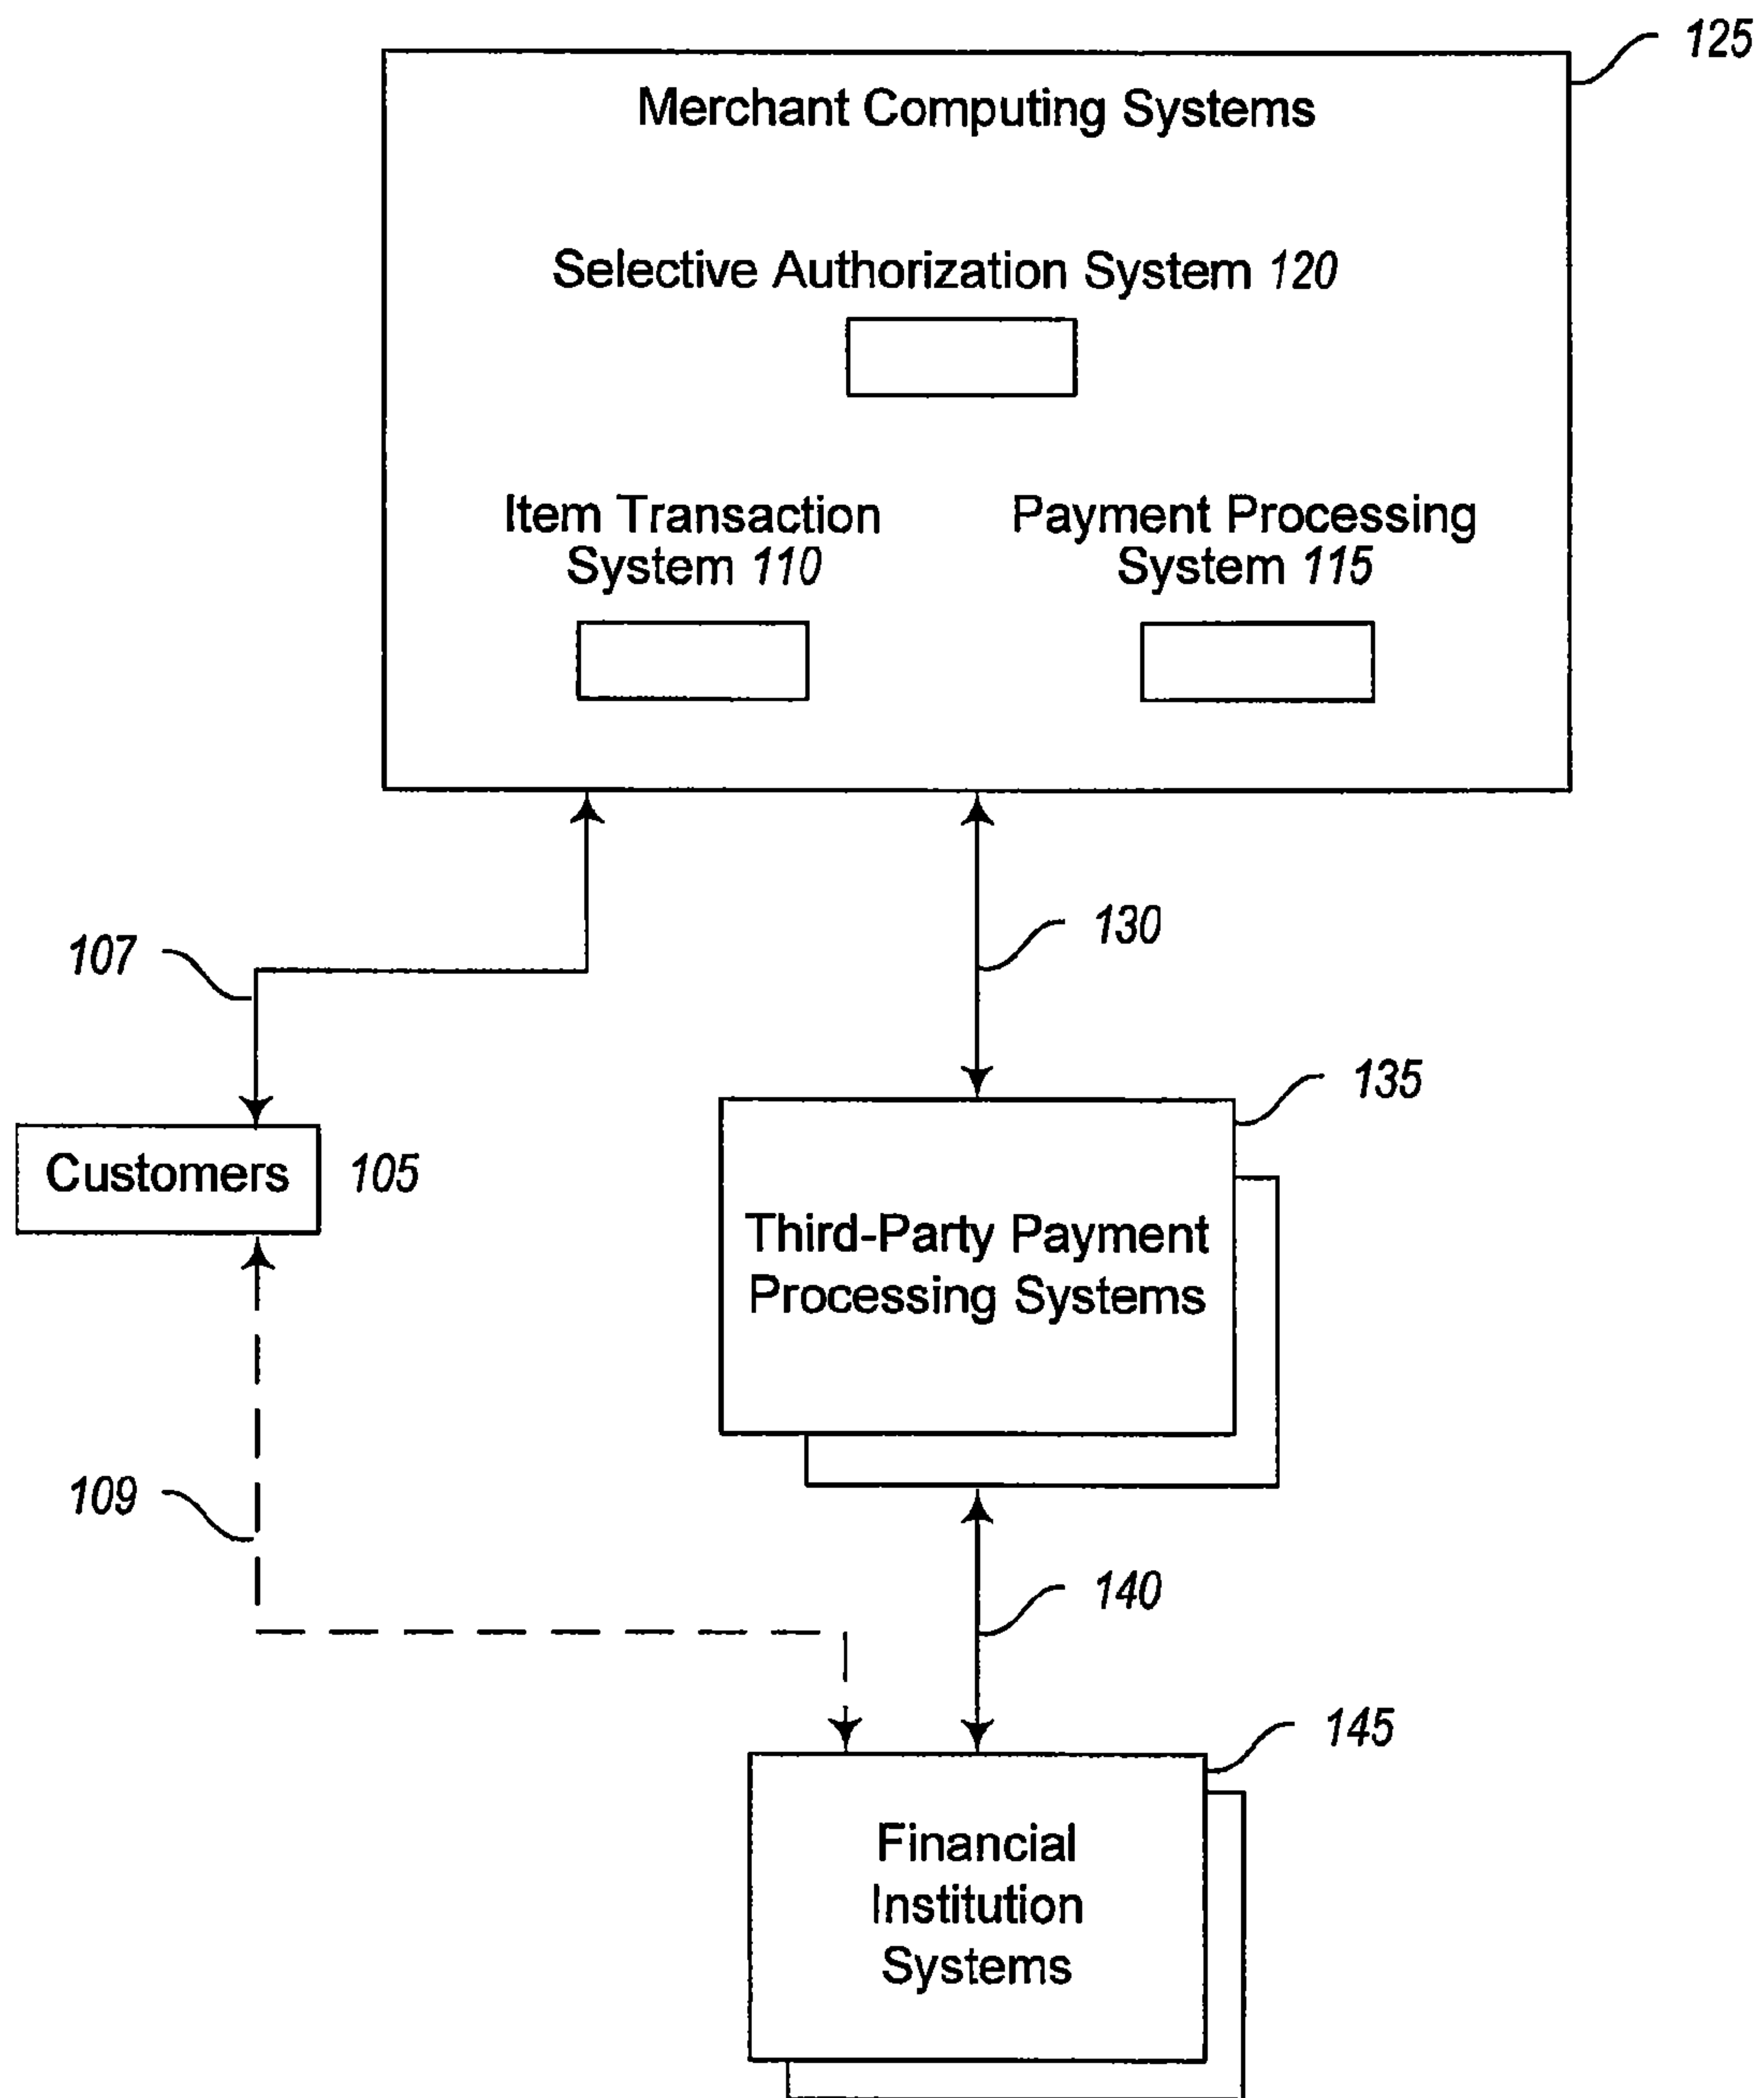 125
Merchant Computing Systems
Selective Authorization System 120
Item Transaction
System 110
Payment Processing
System 115
107
130
135
Customers 105
Third-Party Payment
Processing Systems
109
140
145
Financial
Institution
Systems